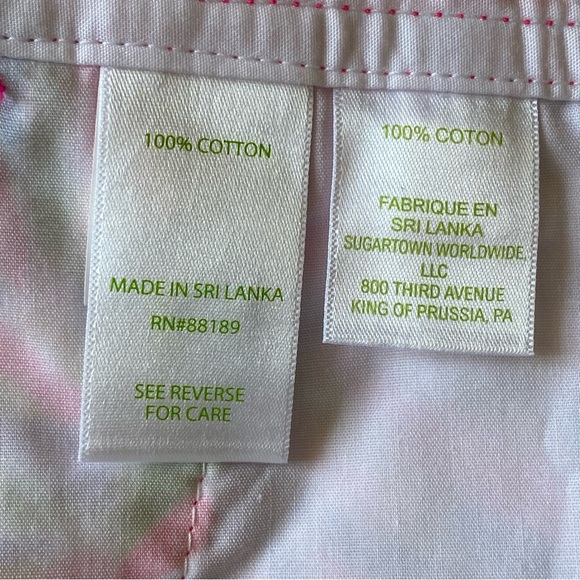 100% COTTON
MADE IN SRI LANKA
RN#88189
SEE REVERSE
FOR CARE
100% COTON
FABRIQUE EN
SRI LANKA
SUGARTOWN WORLDWIDE,
LLC
800 THIRD AVENUE
KING OF PRUSSIA, PA